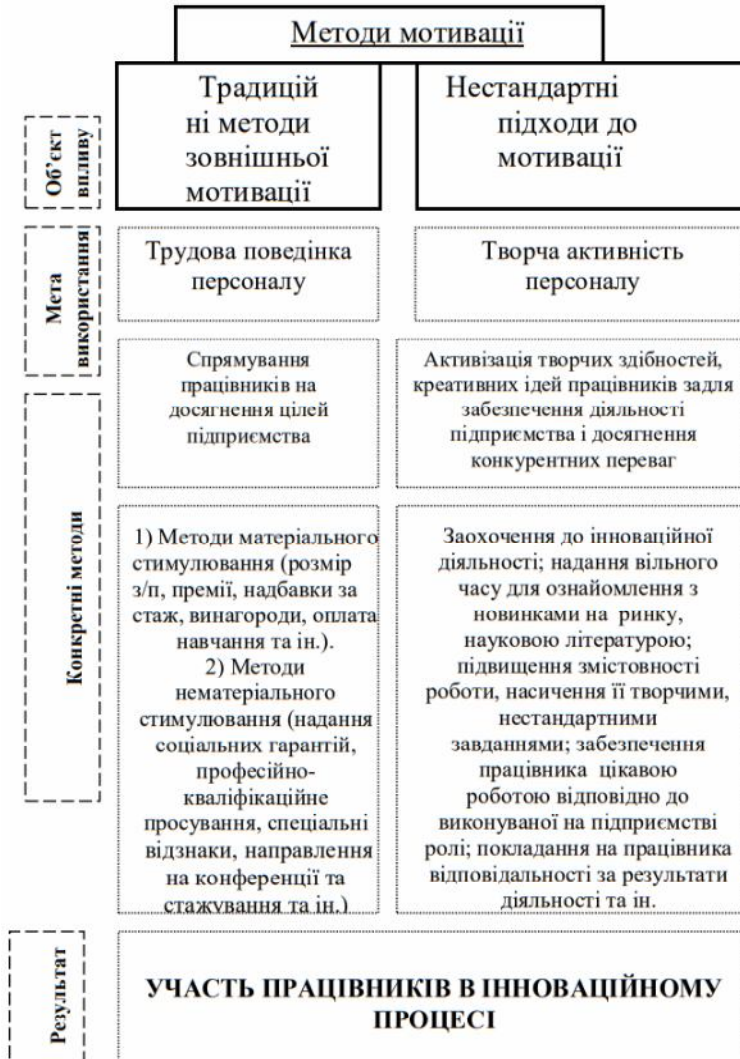 Методи мотивації
Традицій
ні методи
зовнішньої
мотивації
Нестандартні
підходи до
мотивації
Об’єкт
впливу
Трудова поведінка
персоналу
Творча активність
персоналу
Мета
використання
Спрямування
працівників на
досягнення цілей
підприємства
Активізація творчих здібностей,
креативних ідей працівників задля
забезпечення діяльності
підприємства і досягнення
конкурентних переваг
Конкретні методи
1) Методи матеріального
стимулювання (розмір
з/п, премії, надбавки за
стаж, винагороди, оплата
навчання та ін.).
2) Методи
нематеріального
стимулювання (надання
соціальних гарантій,
професійно-
кваліфікаційне
просування, спеціальні
відзнаки, направлення
на конференції та
стажування та ін.)
Заохочення до інноваційної
діяльності; надання вільного
часу для ознайомлення з
новинками на ринку,
науковою літературою;
підвищення змістовності
роботи, насичення її творчими,
нестандартними
завданнями; забезпечення
працівника цікавою
роботою відповідно до
виконуваної на підприємстві
ролі; покладання на працівника
відповідальності за результати
діяльності та ін.
Результат
УЧАСТЬ ПРАЦІВНИКІВ В ІННОВАЦІЙНОМУ
ПРОЦЕСІ